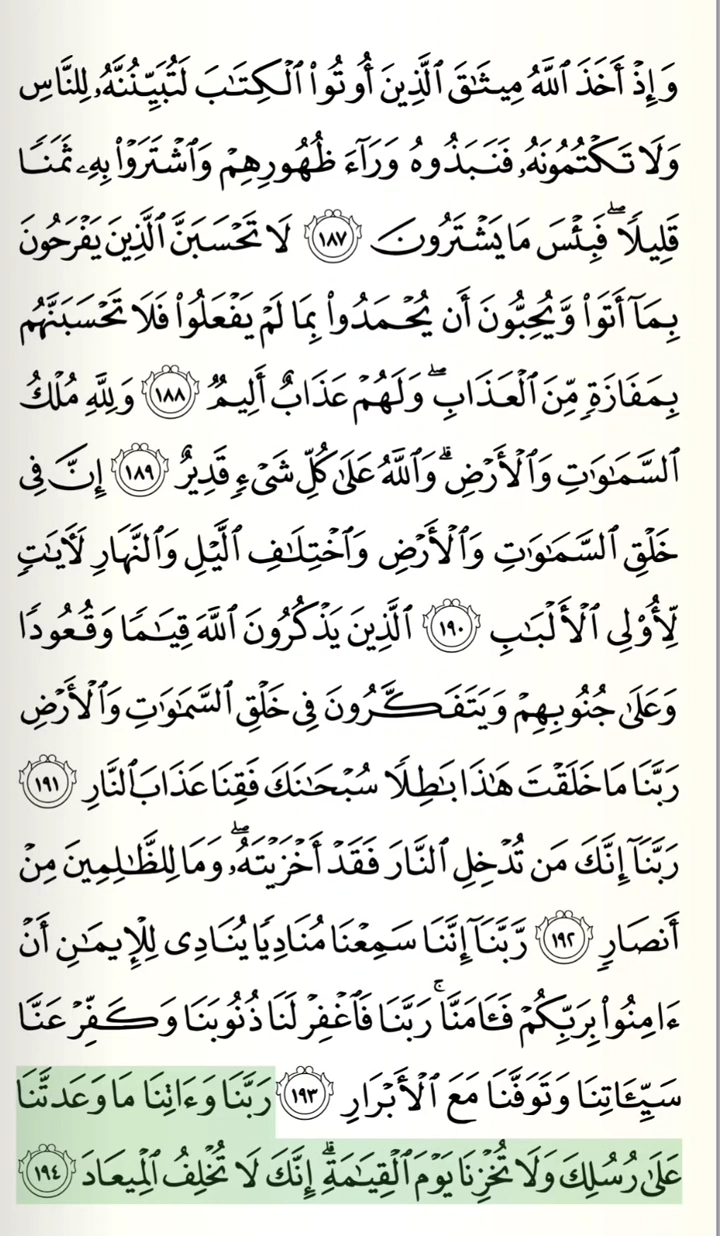 وَإِذۡ أَخَذَ ٱللَّهُ مِيثَٰقَ ٱلَّذِينَ أُوتُواْ ٱلۡكِتَٰبَ لَتُبَيِّنُنَّهُۥ لِلنَّاسِ
وَلَا تَكۡتُمُونَهُۥ فَنَبَذُوهُ وَرَآءَ ظُهُورِهِمۡ وَٱشۡتَرَوۡاْ بِهِۦ ثَمَنٗا
قَلِيلٗاۖ فَبِئۡسَ مَا يَشۡتَرُونَ ١٨٧ لَا تَحۡسَبَنَّ ٱلَّذِينَ يَفۡرَحُونَ
بِمَآ أَتَواْ وَّيُحِبُّونَ أَن يُحۡمَدُواْ بِمَا لَمۡ يَفۡعَلُواْ فَلَا تَحۡسَبَنَّهُم
بِمَفَازَةٖ مِّنَ ٱلۡعَذَابِۖ وَلَهُمۡ عَذَابٌ أَلِيمٞ ١٨٨ وَلِلَّهِ مُلۡكُ
ٱلسَّمَٰوَٰتِ وَٱلۡأَرۡضِۗ وَٱللَّهُ عَلَىٰ كُلِّ شَيۡءٖ قَدِيرٌ ١٨٩ إِنَّ فِي
خَلۡقِ ٱلسَّمَٰوَٰتِ وَٱلۡأَرۡضِ وَٱخۡتِلَٰفِ ٱلَّيۡلِ وَٱلنَّهَارِ لَأٓيَٰتٖ
لِّأُوْلِي ٱلۡأَلۡبَٰبِ ١٩٠ ٱلَّذِينَ يَذۡكُرُونَ ٱللَّهَ قِيَٰمٗا وَقُعُودٗا
وَعَلَىٰ جُنُوبِهِمۡ وَيَتَفَكَّرُونَ فِي خَلۡقِ ٱلسَّمَٰوَٰتِ وَٱلۡأَرۡضِ
رَبَّنَا مَا خَلَقۡتَ هَٰذَا بَٰطِلٗا سُبۡحَٰنَكَ فَقِنَا عَذَابَ ٱلنَّارِ ١٩١
رَبَّنَآ إِنَّكَ مَن تُدۡخِلِ ٱلنَّارَ فَقَدۡ أَخۡزَيۡتَهُۥۖ وَمَا لِلظَّٰلِمِينَ مِنۡ
أَنصَارٖ ١٩٢ رَّبَّنَآ إِنَّنَا سَمِعۡنَا مُنَادِيٗا يُنَادِي لِلۡإِيمَٰنِ أَنۡ
ءَامِنُواْ بِرَبِّكُمۡ فَـَٔامَنَّاۚ رَبَّنَا فَٱغۡفِرۡ لَنَا ذُنُوبَنَا وَكَفِّرۡ عَنَّا
سَيِّـَٔاتِنَا وَتَوَفَّنَا مَعَ ٱلۡأَبۡرَارِ ١٩٣ رَبَّنَا وَءَاتِنَا مَا وَعَدتَّنَا
عَلَىٰ رُسُلِكَ وَلَا تُخۡزِنَا يَوۡمَ ٱلۡقِيَٰمَةِۖ إِنَّكَ لَا تُخۡلِفُ ٱلۡمِيعَادَ ١٩٤